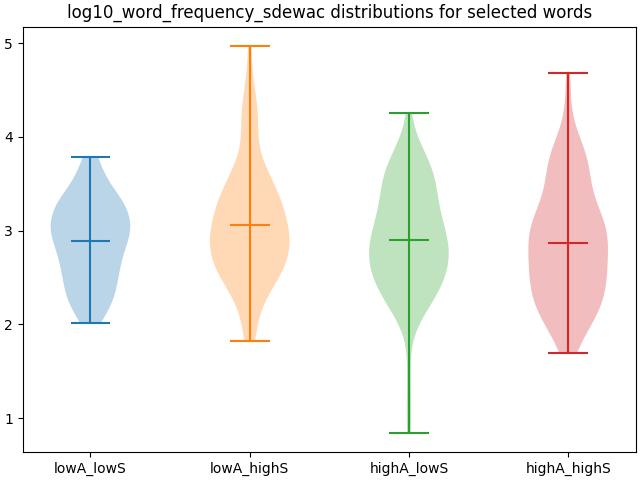 log10_word_frequency_sdewac distributions for selected words
5
4
3
2
1
lowA_lowS
lowA_highS
highA_lowS
highA_highS